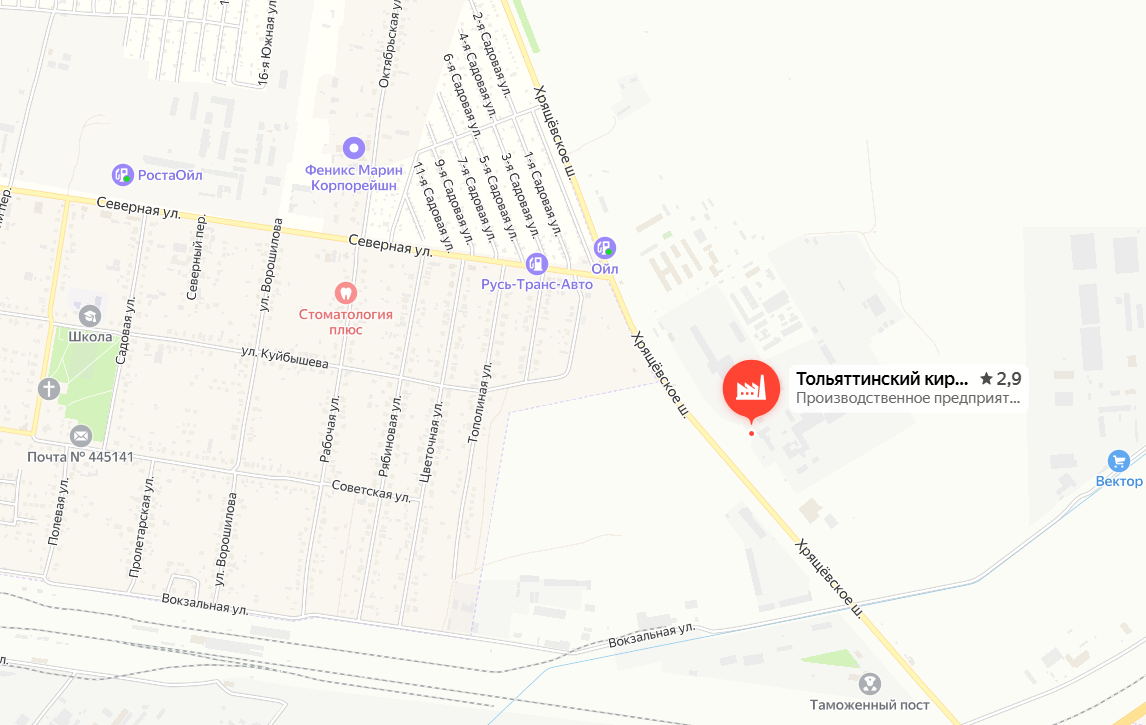 16-я Южная ул.
Октябрьская ул.
2-я Садовая ул.
4-я Садовая ул.
6-я Садовая ул.
Хрящёвское ш.
Феникс Марин
Корпорейшн
РостаОйл
11-я Садовая ул.
9-я Садовая ул.
7-я Садовая ул.
5-я Садовая ул.
3-я Садовая ул.
1-я Садовая ул.
Северная ул.
Северный пер.
ул. Ворошилова
Северная ул.
Ойл
Русь-Транс-Авто
Стоматология
плюс
Школа
Садовая ул.
ул. Куйбышева
Хрящёвское ш.
Тольяттинский кир... 2,9
Производственное предприят...
Рабочая ул.
Рябиновая ул.
Цветочная ул.
Тополиная ул.
Почта № 445141
Советская ул.
Вектор
Полевая ул.
Пролетарская ул.
ул. Ворошилова
Хрящёвское ш.
Вокзальная ул.
Вокзальная ул.
Таможенный пост